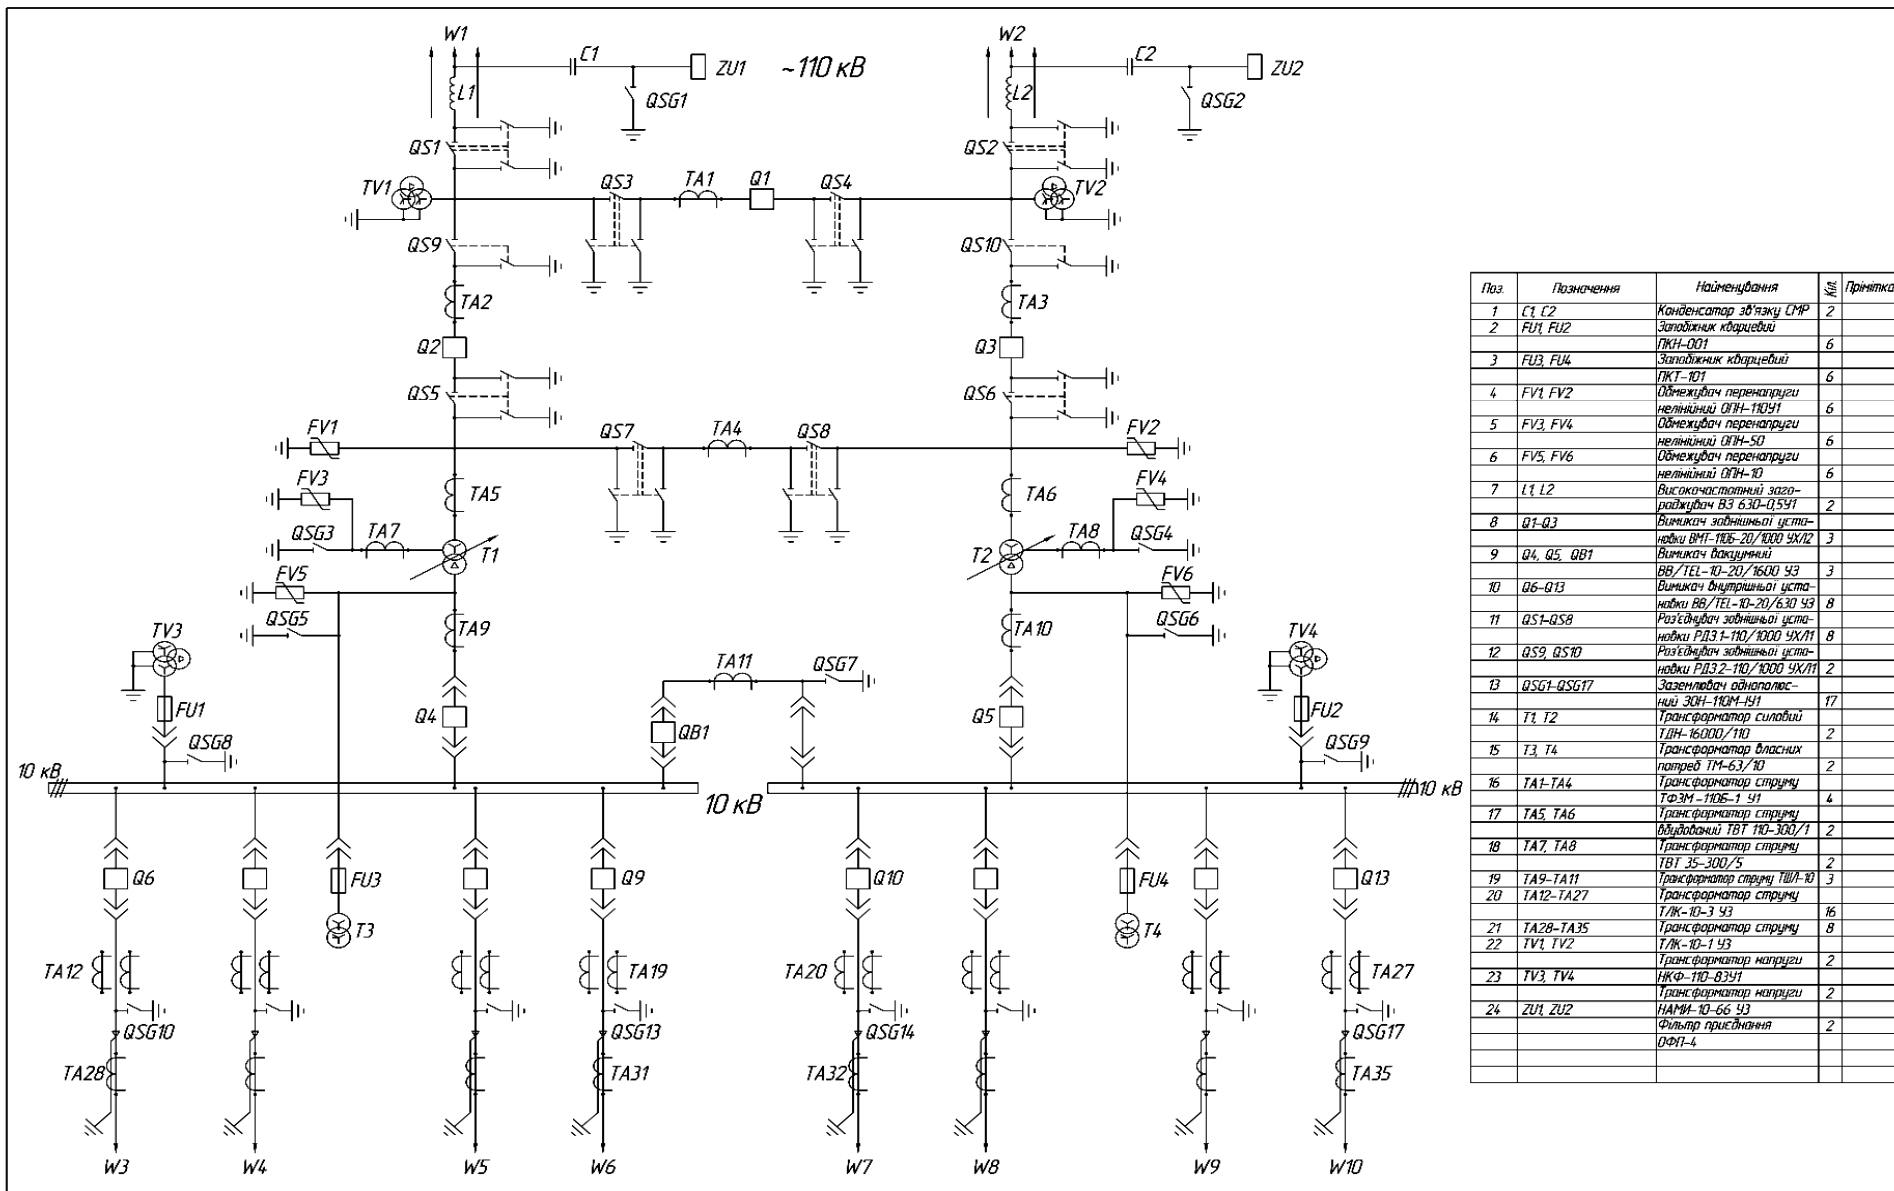 W1
W2
C1
ZU1
~110 кВ
C2
ZU2
L1
QSG1
L2
QSG2
QS1
QS2
TV1
QS3
TA1
Q1
QS4
TV2
QS9
QS10
TA2
TA3
Q2
Q3
QS5
QS6
FV1
QS7
TA4
QS8
FV2
FV3
TA5
TA6
FV4
QSG3
TA7
T1
T2
TA8
QSG4
FV5
FV6
QSG5
TA9
TA10
QSG6
TV3
TV4
TA11
QSG7
FU1
Q4
QB1
Q5
FU2
QSG8
QSG9
10 кВ
10 кВ
10 кВ
Q6
FU3
Q9
Q10
FU4
Q13
T3
T4
TA12
TA19
TA20
TA27
QSG10
QSG13
QSG14
QSG17
TA28
TA31
TA32
TA35
W3
W4
W5
W6
W7
W8
W9
W10
Поз. Позначення Найменування Кіл. Прімітка
1 C1, C2 Конденсатор зв'язку СМР 2
2 FU1, FU2 Запобіжник кварцевий
ПКН-001 6
3 FU3, FU4 Запобіжник кварцевий
ПКТ-101 6
4 FV1, FV2 Обмежувач перенапруги
нелінійний ОПН-110У1 6
5 FV3, FV4 Обмежувач перенапруги
нелінійний ОПН-50 6
6 FV5, FV6 Обмежувач перенапруги
нелінійний ОПН-10 6
7 L1, L2 Височастотний заго-
роджувач ВЗ 630-0,5У1 2
8 Q1-Q3 Вимикач зовнішньої уста-
новки ВМТ-110Б-20/1000 УХЛ2 3
9 Q4, Q5, QB1 Вимикач вакуумний
ВВ/TEL-10-20/1600 У3 3
10 Q6-Q13 Вимикач внутрішньої уста-
новки ВВ/TEL-10-20/630 У3 8
11 QS1-QS8 Роз'єднувач зовнішньої уста-
новки РДЗ.1-110/1000 УХЛ1 8
12 QS9, QS10 Роз'єднувач зовнішньої уста-
новки РДЗ.2-110/1000 УХЛ1 2
13 QSG1-QSG17 Заземлювач однополюс-
ний ЗОН-110М-ІУ1 17
14 T1, T2 Трансформатор силовий
ТДН-16000/110 2
15 T3, T4 Трансформатор власних
потреб ТМ-63/10 2
16 TA1-TA4 Трансформатор струму
ТФЗМ-110Б-1 У1 4
17 TA5, TA6 Трансформатор струму
вбудований ТВТ 110-300/1 2
18 TA7, TA8 Трансформатор струму
ТВТ 35-300/5 2
19 TA9-TA11 Трансформатор струму ТШЛ-10 3
20 TA12-TA27 Трансформатор струму
ТЛК-10-3 У3 16
21 TA28-TA35 Трансформатор струму 8
22 TV1, TV2 ТЛК-10-1 У3
Трансформатор напруги 2
23 TV3, TV4 НКФ-110-83У1
Трансформатор напруги 2
24 ZU1, ZU2 НАМИ-10-66 У3
Фільтр приєднання 2
ОФП-4